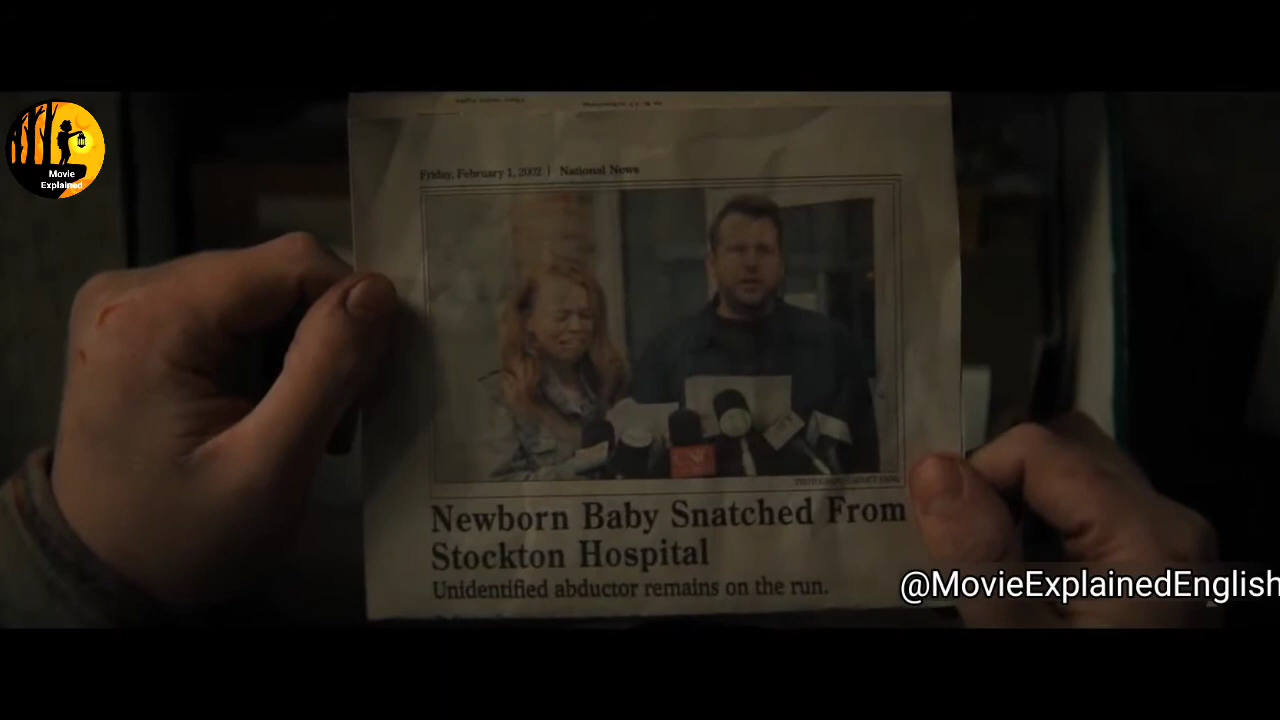 Movie
Explained
Friday, February 1, 2002 | National News
Newborn Baby Snatched From
Stockton Hospital
Unidentified abductor remains on the run.
@MovieExplainedEnglish